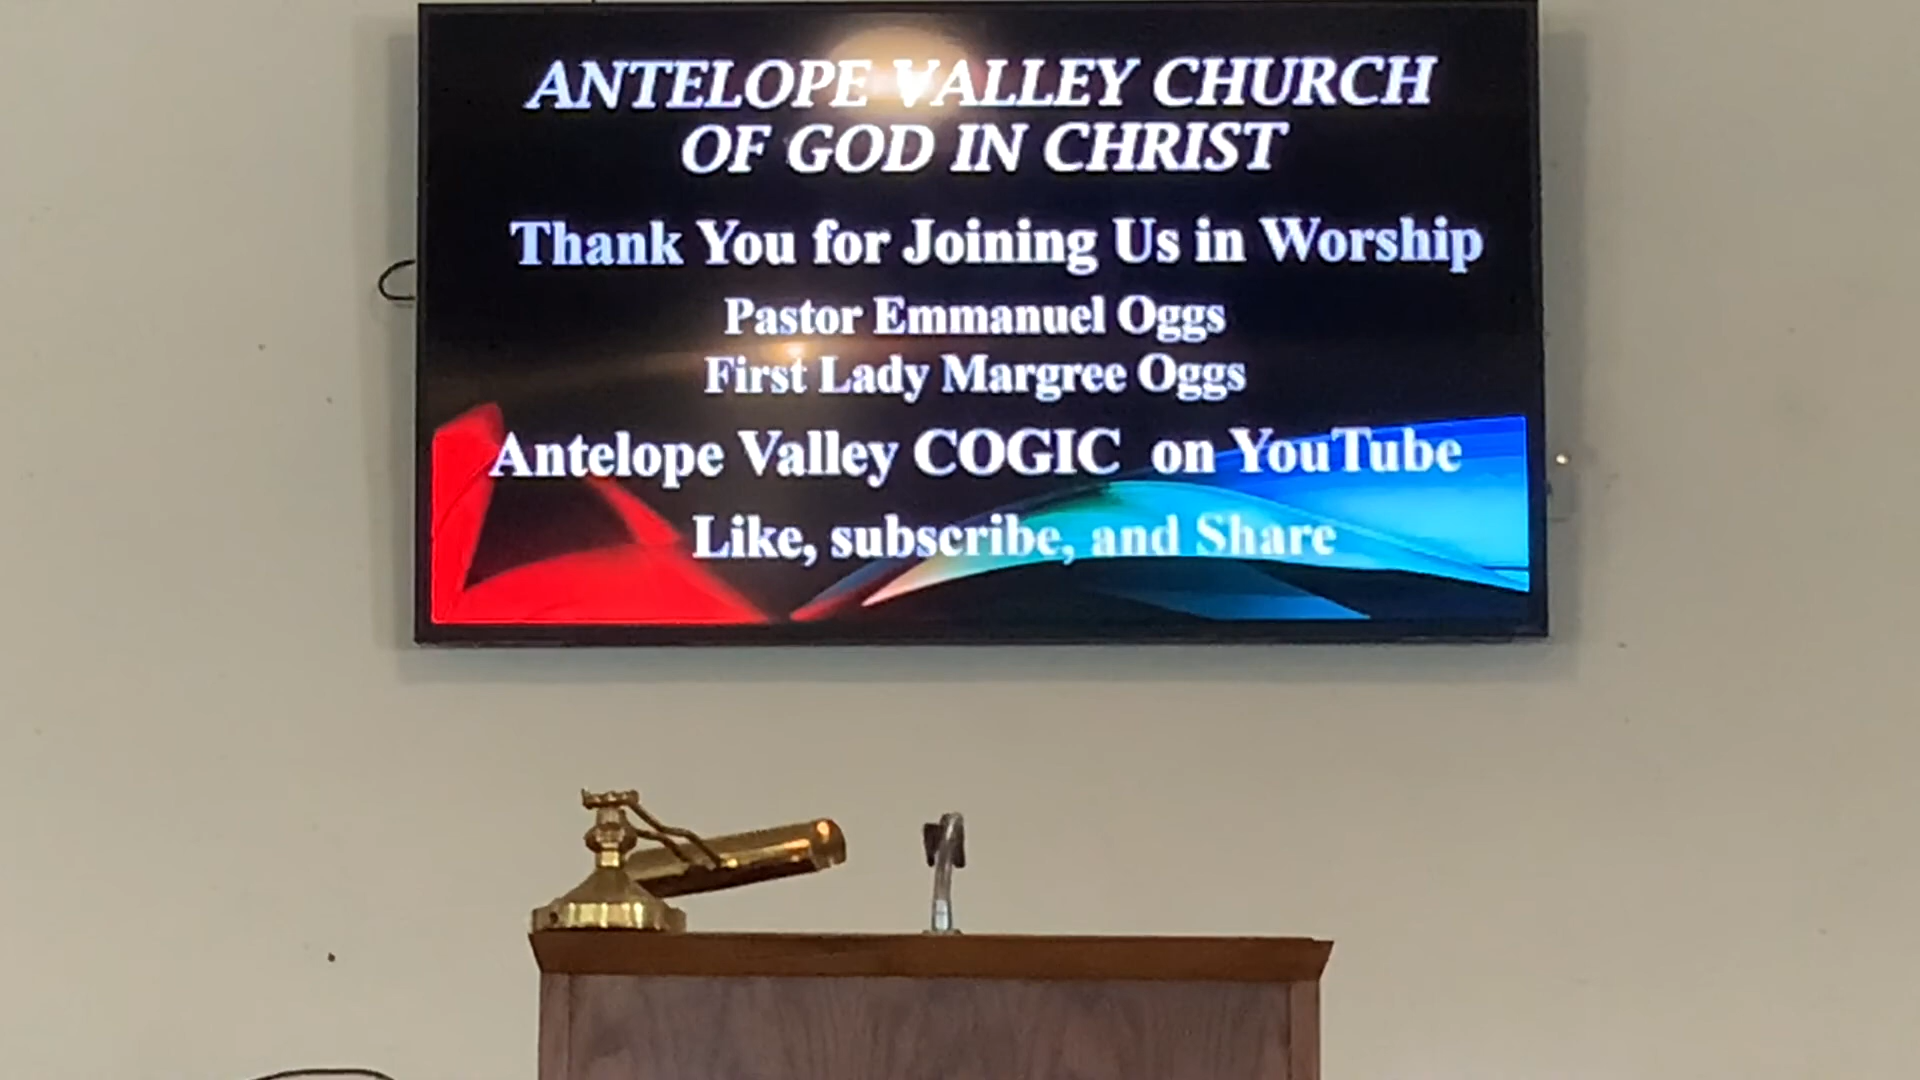 ANTELOPE VALLEY CHURCH
OF GOD IN CHRIST
Thank You for Joining Us in Worship
Pastor Emmanuel Oggs
First Lady Margree Oggs
Antelope Valley COGIC on YouTube
Like, subscribe, and Share